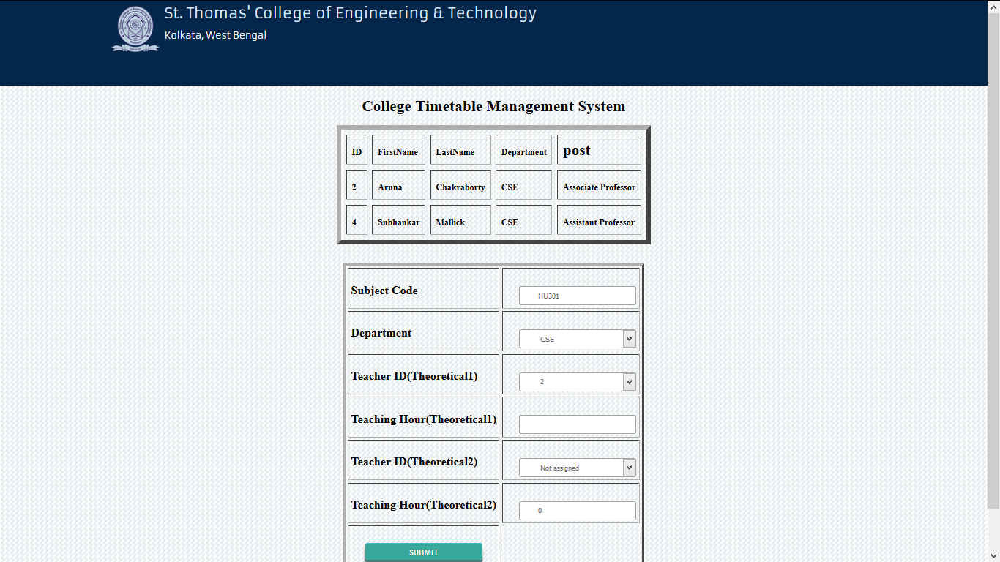 St. Thomas' College of Engineering & Technology
Kolkata, West Bengal
College Timetable Management System
ID FirstName LastName Department post
2 Aruna Chakraborty CSE Associate Professor
4 Subhankar Mallick CSE Assistant Professor
Subject Code HU301
Department CSE
Teacher ID(Theoretical1) 2
Teaching Hour(Theoretical1)
Teacher ID(Theoretical2) Not assigned
Teaching Hour(Theoretical2) 0
SUBMIT